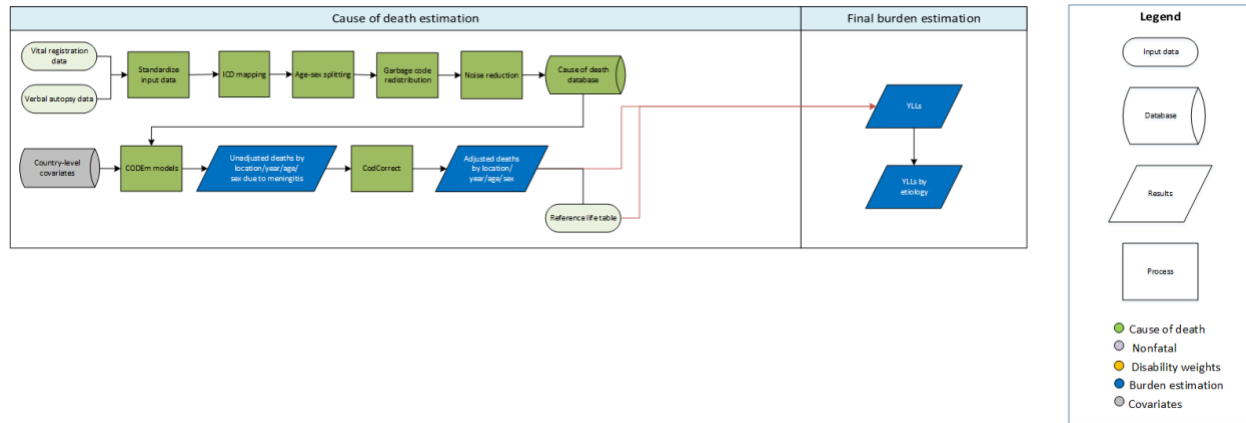 Cause of death estimation
Final burden estimation
Vital registration
data
Verbal autopsy data
Standardize
input data
ICD mapping
Age-sex splitting
Garbage code
redistribution
Noise reduction
Cause of death
database
Country-level
covariates
CODEm models
Unadjusted deaths by
location/year/age/
sex due to meningitis
CodCorrect
Adjusted deaths
by location/
year/age/sex
Reference life table
YLLs
YLLs by
etiology
Legend
Input data
Database
Results
Process
Cause of death
Nonfatal
Disability weights
Burden estimation
Covariates